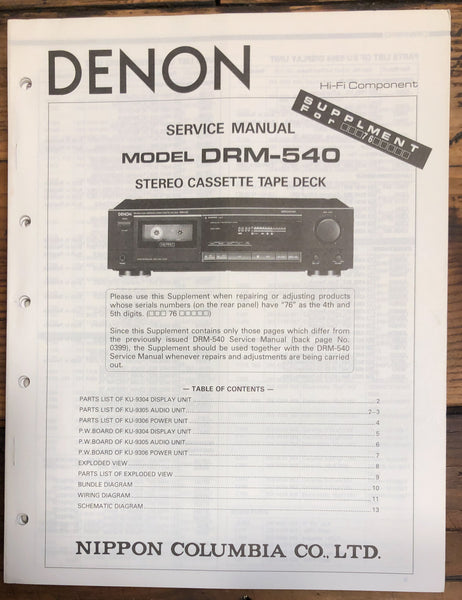 DENON
Hi-Fi Component
SUPPLMENT
For □□□76□□□□□
SERVICE MANUAL
MODEL DRM-540
STEREO CASSETTE TAPE DECK
DENON
Please use this Supplement when repairing or adjusting products
whose serials numbers (on the rear panel) have "76" as the 4th and
5th digits. (□□□ 76 □□□□□)
Since this Supplement contains only those pages which differ from
the previously issued DRM-540 Service Manual (back page No.
0399), the Supplement should be used together with the DRM-540
Service Manual whenever repairs and adjustments are being carried
out.
— TABLE OF CONTENTS —
PARTS LIST OF KU-9304 DISPLAY UNIT 2
PARTS LIST OF KU-9305 AUDIO UNIT 2-3
PARTS LIST OF KU-9306 POWER UNIT 4
P.W.BOARD OF KU-9304 DISPLAY UNIT 5
P.W.BOARD OF KU-9305 AUDIO UNIT 6
P.W.BOARD OF KU-9306 POWER UNIT 7
EXPLODED VIEW 8
PARTS LIST OF EXPLODED VIEW 9
BUNDLE DIAGRAM 10
WIRING DIAGRAM 11
SCHEMATIC DIAGRAM 13
NIPPON COLUMBIA CO., LTD.